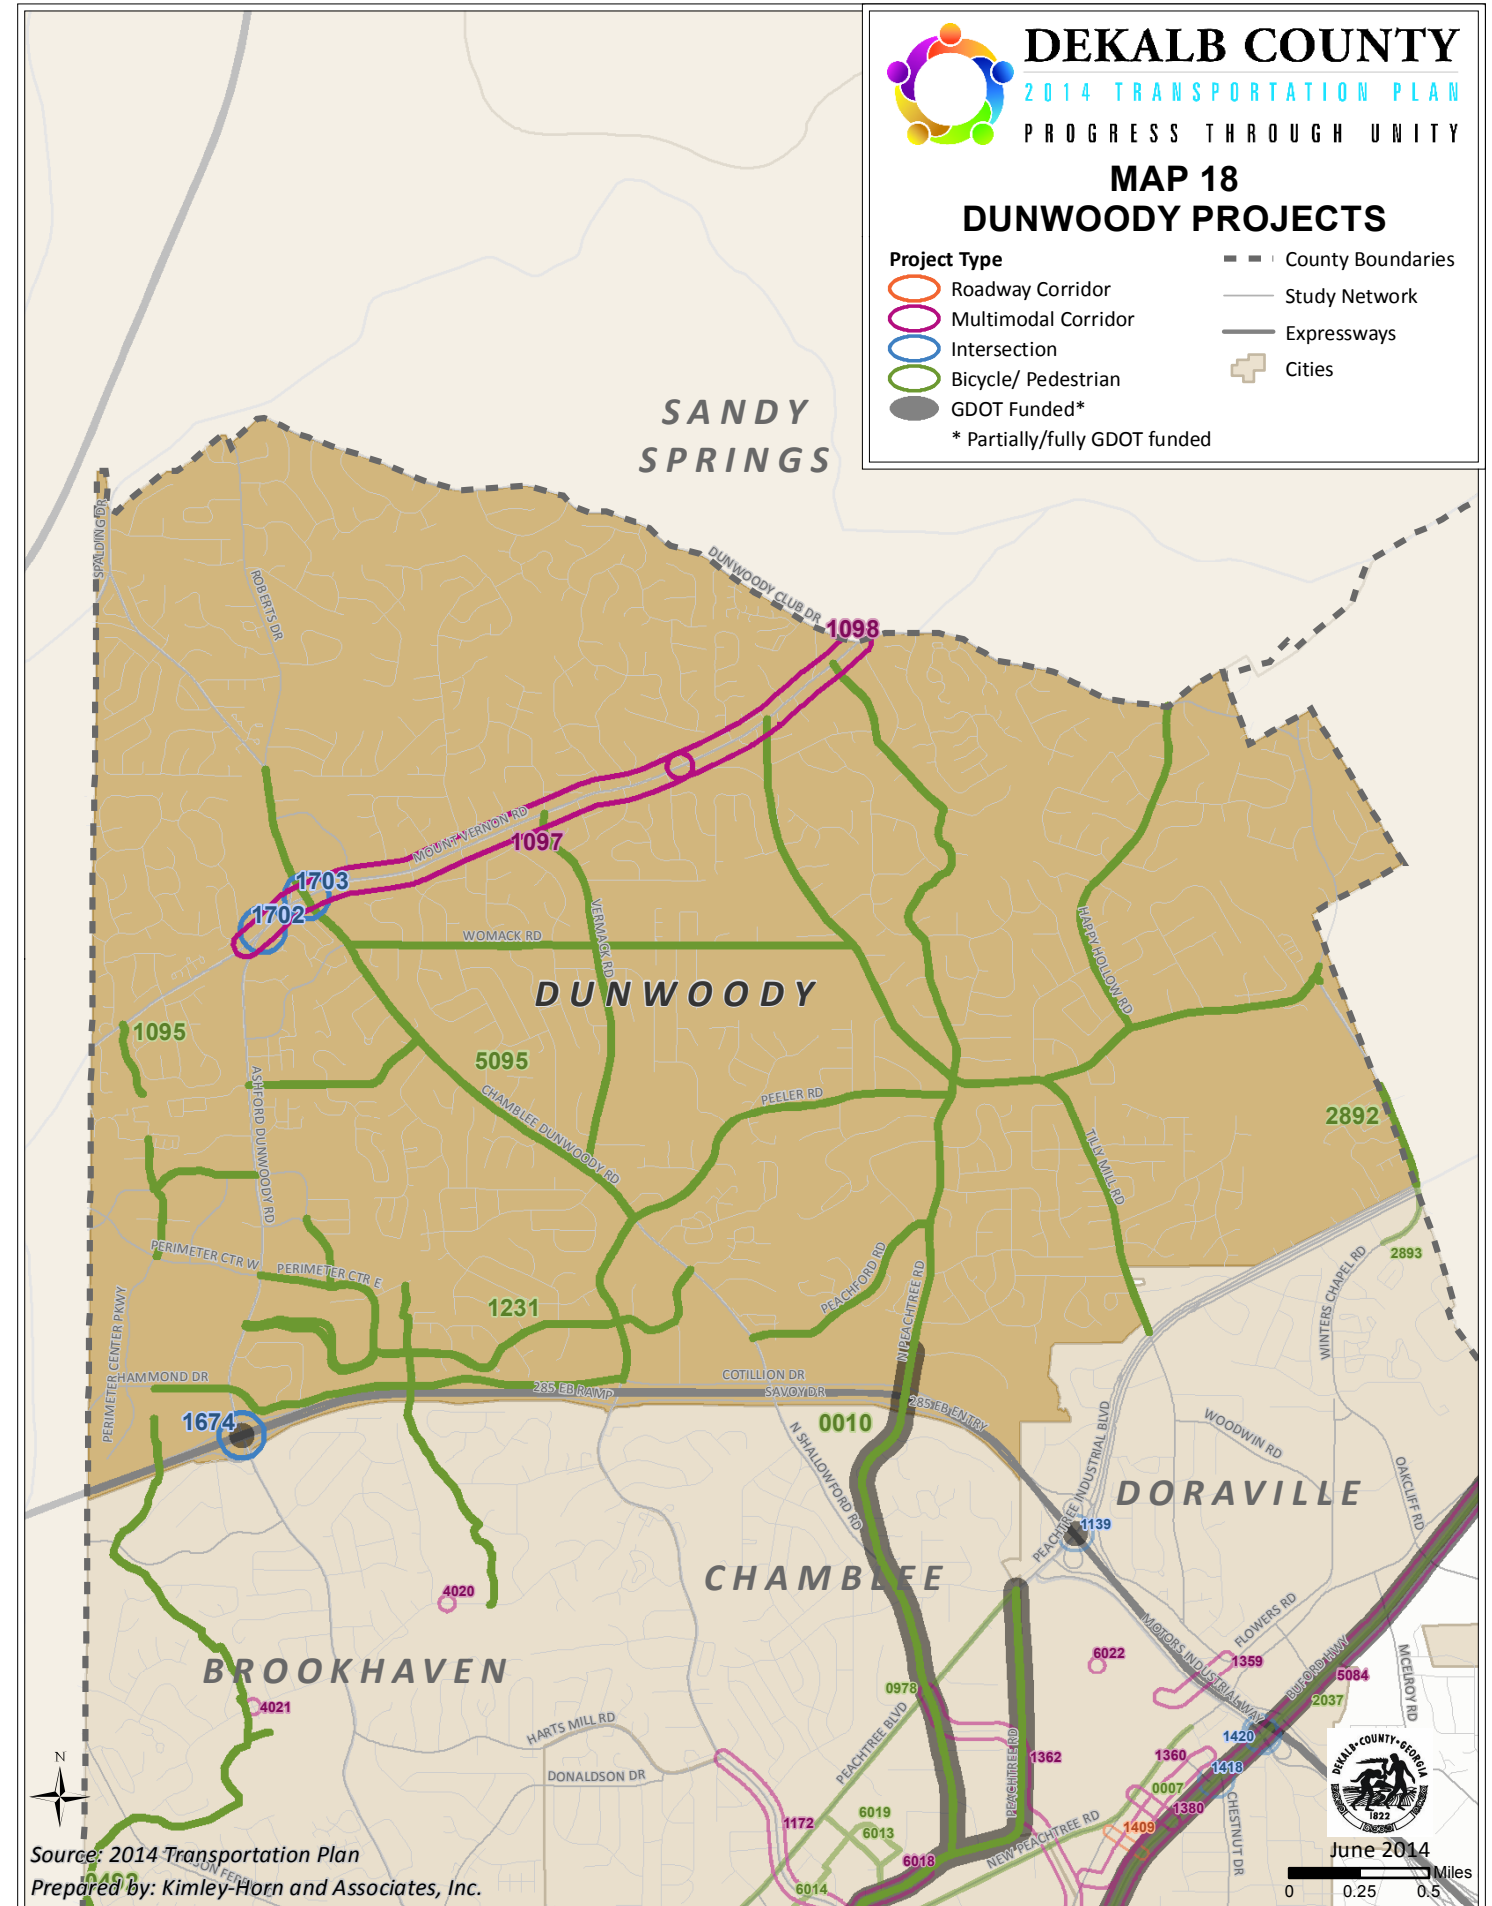 DEKALB COUNTY
2014 TRANSPORTATION PLAN
PROGRESS THROUGH UNITY
MAP 18
DUNWOODY PROJECTS
Project Type
Roadway Corridor
Multimodal Corridor
Intersection
Bicycle/ Pedestrian
GDOT Funded*
* Partially/fully GDOT funded
County Boundaries
Study Network
Expressways
Cities
SANDY
SPRINGS
SPALDING DR
ROBERTS DR
DUNWOODY CLUB DR
1098
MOUNT VERNON RD
1097
1703
1702
WOMACK RD
VERMACK RD
HAPPY HOLLOW RD
DUNWOODY
1095
5095
ASHFORD DUNWOODY RD
CHAMBLEE DUNWOODY RD
PEELER RD
TILLY MILL RD
2892
PERIMETER CTR W
PERIMETER CTR E
PEACHFORD RD
N PEACHTREE RD
2893
WINTERS CHAPEL RD
PERIMETER CENTER PKWY
1231
HAMMOND DR
285 EB RAMP
COTILLION DR
SAVOY DR
285 EB ENTRY
1674
0010
N SHALLOWFORD RD
PEACHTREE INDUSTRIAL BLVD
WOODWIN RD
OAKCLIFF RD
DORAVILLE
1139
CHAMBLEE
4020
BROOKHAVEN
4021
MOTORS INDUSTRIAL WAY
FLOWERS RD
6022
1359
BUFORD HWY
5084
2037
MCELROY RD
0978
PEACHTREE BLVD
HARTS MILL RD
DONALDSON DR
PEACHTREE RD
1362
1420
1360
1418
0007
1380
1409
CHESTNUT DR
1172
6019
6013
6018
6014
NEW PEACHTREE RD
N
DEKALB•COUNTY•GEORGIA
1822
June 2014
Miles
0 0.25 0.5
Source: 2014 Transportation Plan
Prepared by: Kimley-Horn and Associates, Inc.